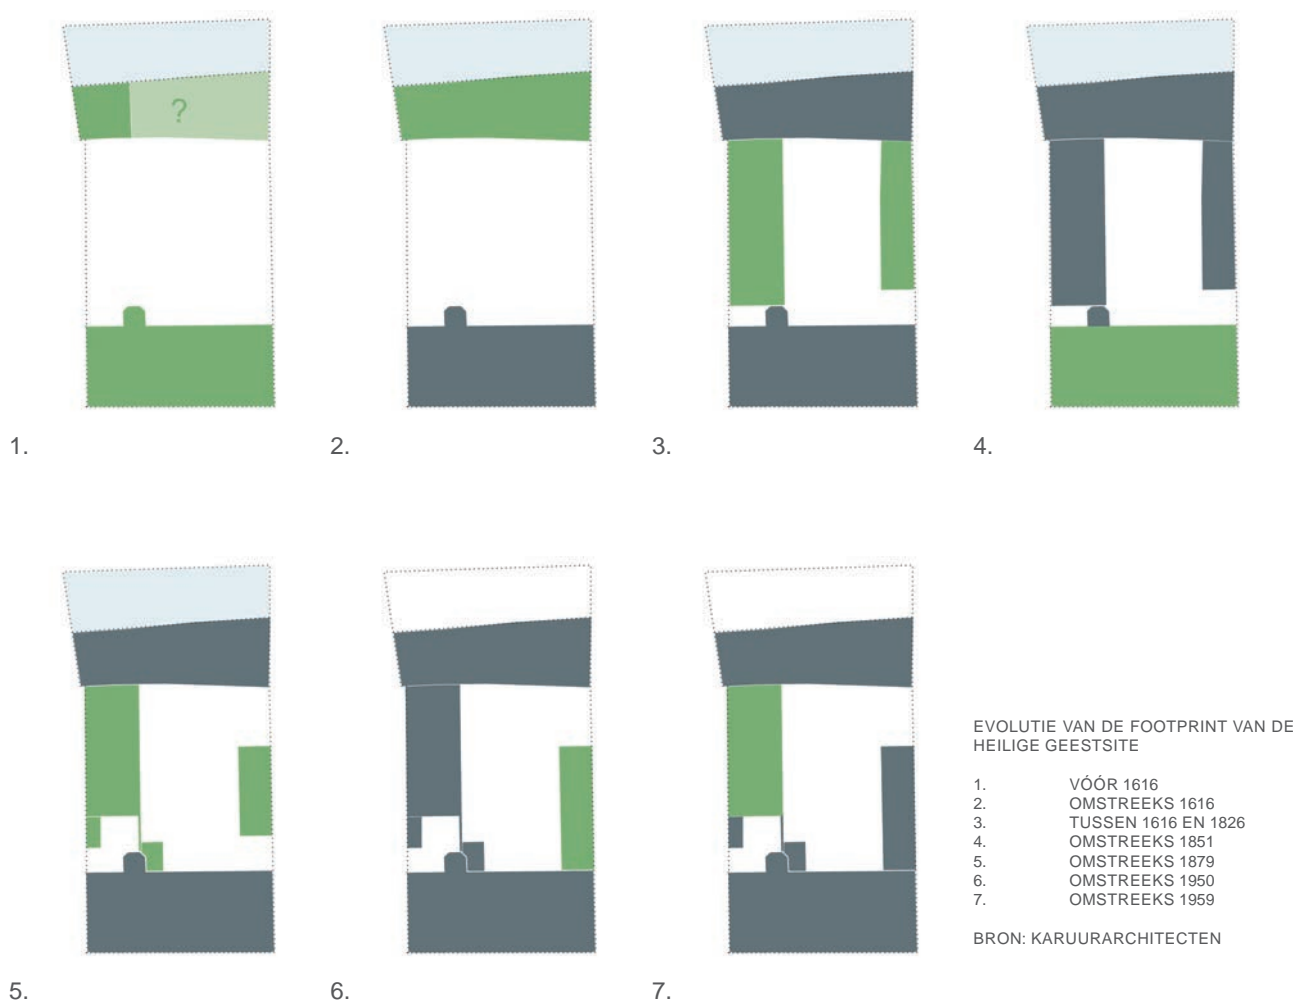 ?
1.
2.
3.
4.
5.
6.
7.
EVOLUTIE VAN DE FOOTPRINT VAN DE
HEILIGE GEESTSITE
1. VÓÓR 1616
2. OMSTREEKS 1616
3. TUSSEN 1616 EN 1826
4. OMSTREEKS 1851
5. OMSTREEKS 1879
6. OMSTREEKS 1950
7. OMSTREEKS 1959
BRON: KARUURARCHITECTEN